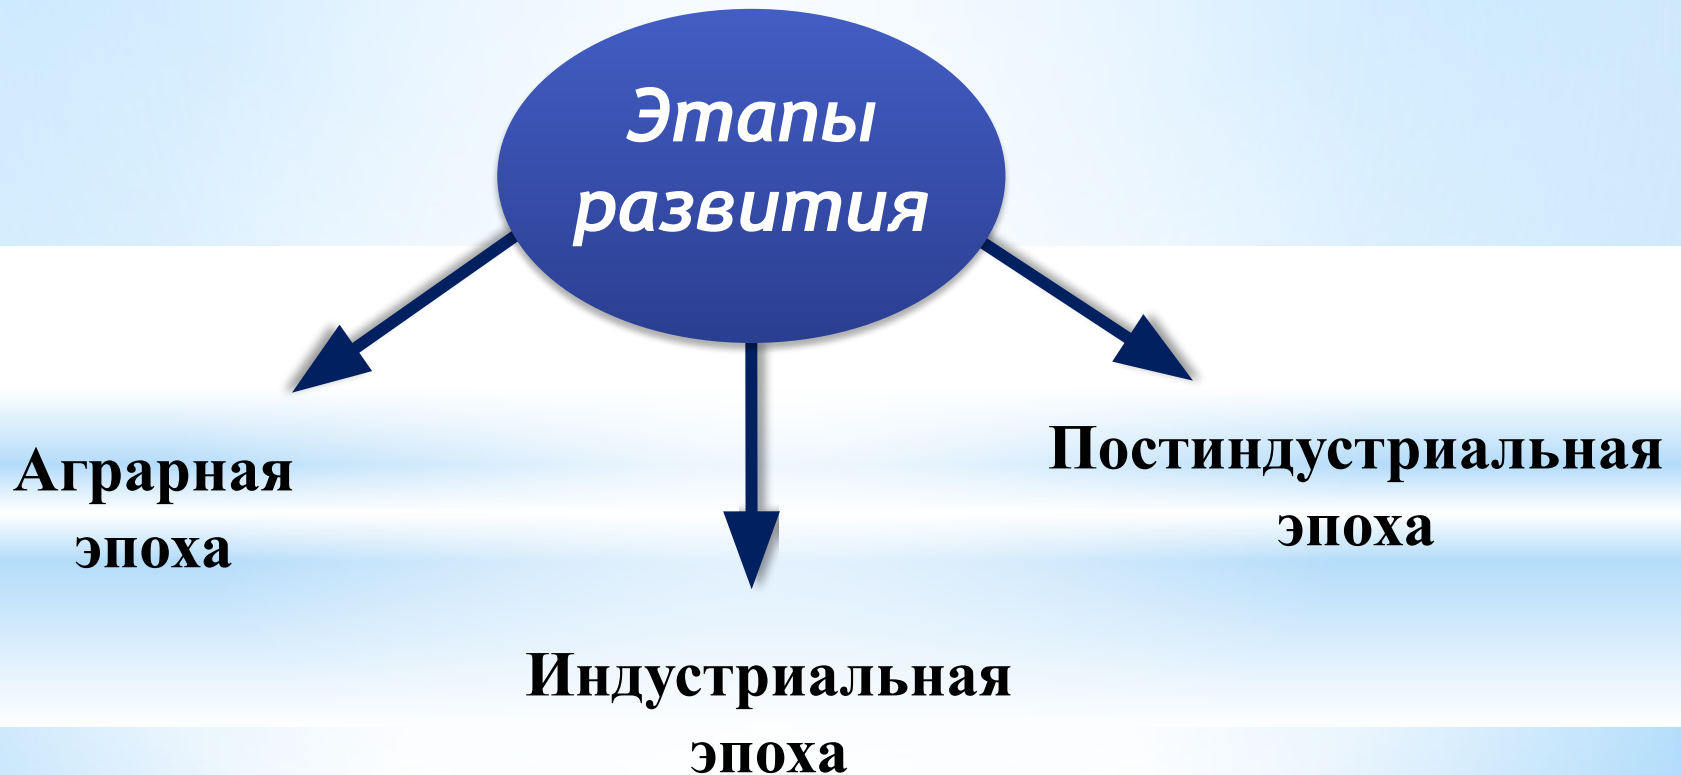 Этапы
развития
Аграрная
эпоха
Индустриальная
эпоха
Постиндустриальная
эпоха